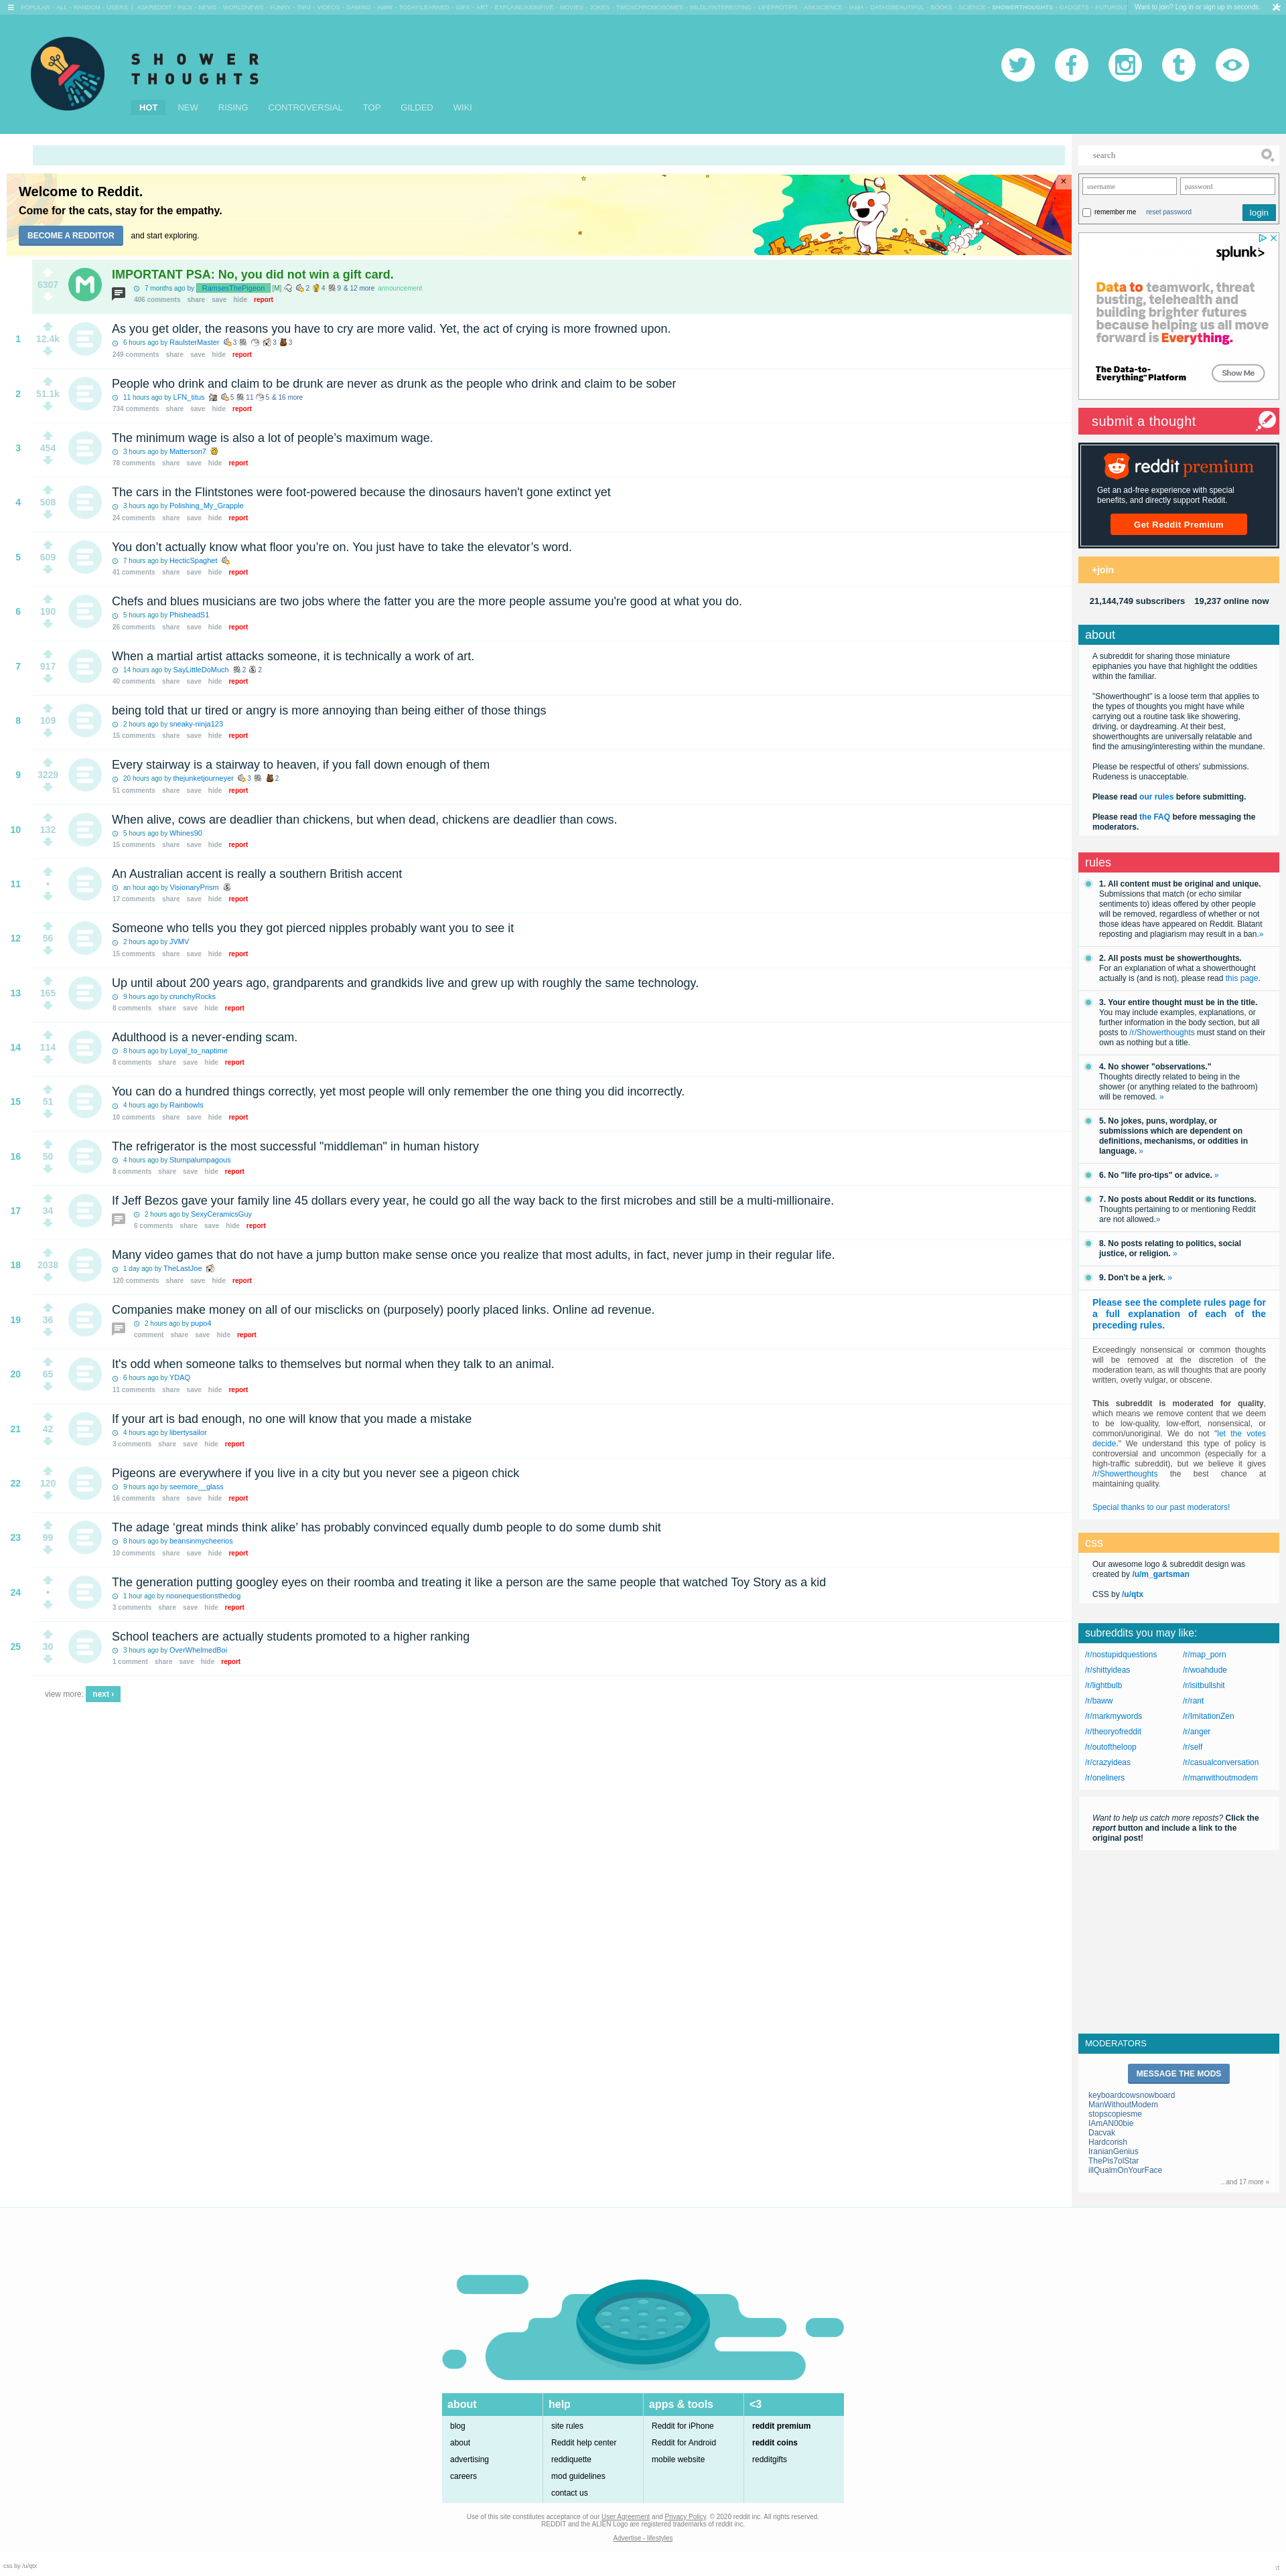 POPULAR - ALL - RANDOM - USERS | ASKREDDIT - PICS - NEWS - WORLDNEWS - FUNNY - TIFU - VIDEOS - GAMING - AWW - TODAYILEARNED - GIFS - ART - EXPLAINLIKEIMFIVE - MOVIES - JOKES - TWOXCHROMOSOMES - MILDLYINTERESTING - LIFEPROTIPS - ASKSCIENCE - IAMA - DATAISBEAUTIFUL - BOOKS - SCIENCE - SHOWERTHOUGHTS - GADGETS - FUTUROLO
Want to join? Log in or sign up in seconds.
SHOWER
THOUGHTS
HOT NEW RISING CONTROVERSIAL TOP GILDED WIKI
Welcome to Reddit.
Come for the cats, stay for the empathy.
BECOME A REDDITOR and start exploring.
6307
IMPORTANT PSA: No, you did not win a gift card.
7 months ago by RamsesThePigeon [M] 2 4 9 & 12 more announcement
406 comments share save hide report
1 12.4k
As you get older, the reasons you have to cry are more valid. Yet, the act of crying is more frowned upon.
6 hours ago by RaulsterMaster 3 3 3
249 comments share save hide report
2 51.1k
People who drink and claim to be drunk are never as drunk as the people who drink and claim to be sober
11 hours ago by LFN_titus 5 11 5 & 16 more
734 comments share save hide report
3 454
The minimum wage is also a lot of people's maximum wage.
3 hours ago by Matterson7
78 comments share save hide report
4 508
The cars in the Flintstones were foot-powered because the dinosaurs haven't gone extinct yet
3 hours ago by Polishing_My_Grapple
24 comments share save hide report
5 609
You don't actually know what floor you're on. You just have to take the elevator's word.
7 hours ago by HecticSpaghet
41 comments share save hide report
6 190
Chefs and blues musicians are two jobs where the fatter you are the more people assume you're good at what you do.
5 hours ago by PhisheadS1
26 comments share save hide report
7 917
When a martial artist attacks someone, it is technically a work of art.
14 hours ago by SayLittleDoMuch 2 2
40 comments share save hide report
8 109
being told that ur tired or angry is more annoying than being either of those things
2 hours ago by sneaky-ninja123
15 comments share save hide report
9 3229
Every stairway is a stairway to heaven, if you fall down enough of them
20 hours ago by thejunketjourneyer 3 2
51 comments share save hide report
10 132
When alive, cows are deadlier than chickens, but when dead, chickens are deadlier than cows.
5 hours ago by Whines90
15 comments share save hide report
11 •
An Australian accent is really a southern British accent
an hour ago by VisionaryPrism
17 comments share save hide report
12 56
Someone who tells you they got pierced nipples probably want you to see it
2 hours ago by JVMV
15 comments share save hide report
13 165
Up until about 200 years ago, grandparents and grandkids live and grew up with roughly the same technology.
9 hours ago by crunchyRocks
8 comments share save hide report
14 114
Adulthood is a never-ending scam.
8 hours ago by Loyal_to_naptime
8 comments share save hide report
15 51
You can do a hundred things correctly, yet most people will only remember the one thing you did incorrectly.
4 hours ago by Rainbowls
10 comments share save hide report
16 50
The refrigerator is the most successful "middleman" in human history
4 hours ago by Stumpalumpagous
8 comments share save hide report
17 34
If Jeff Bezos gave your family line 45 dollars every year, he could go all the way back to the first microbes and still be a multi-millionaire.
2 hours ago by SexyCeramicsGuy
6 comments share save hide report
18 2038
Many video games that do not have a jump button make sense once you realize that most adults, in fact, never jump in their regular life.
1 day ago by TheLastJoe
120 comments share save hide report
19 36
Companies make money on all of our misclicks on (purposely) poorly placed links. Online ad revenue.
2 hours ago by pupo4
comment share save hide report
20 65
It's odd when someone talks to themselves but normal when they talk to an animal.
6 hours ago by YDAQ
11 comments share save hide report
21 42
If your art is bad enough, no one will know that you made a mistake
4 hours ago by libertysailor
3 comments share save hide report
22 120
Pigeons are everywhere if you live in a city but you never see a pigeon chick
9 hours ago by seemore__glass
16 comments share save hide report
23 99
The adage 'great minds think alike' has probably convinced equally dumb people to do some dumb shit
8 hours ago by beansinmycheerios
10 comments share save hide report
24 •
The generation putting googley eyes on their roomba and treating it like a person are the same people that watched Toy Story as a kid
1 hour ago by noonequestionsthedog
3 comments share save hide report
25 30
School teachers are actually students promoted to a higher ranking
3 hours ago by OverWhelmedBoi
1 comment share save hide report
view more: next ›
search
username password
remember me reset password login
splunk>
Data to tameworktech, threat
busting, telehealth and
building brighter futures
because helping us all move
forward is Everything.
The Data-to-
Everything™ Platform
Show Me
submit a thought
reddit premium
Get an ad-free experience with special
benefits, and directly support Reddit.
Get Reddit Premium
+join
21,144,749 subscribers 19,237 online now
about
A subreddit for sharing those miniature
epiphanies you have that highlight the oddities
within the familiar.
"Showerthought" is a loose term that applies to
the types of thoughts you might have while
carrying out a routine task like showering,
driving, or daydreaming. At their best,
showerthoughts are universally relatable and
find the amusing/interesting within the mundane.
Please be respectful of others' submissions.
Rudeness is unacceptable.
Please read our rules before submitting.
Please read the FAQ before messaging the
moderators.
rules
1. All content must be original and unique.
Submissions that match (or echo similar
sentiments to) ideas offered by other people
will be removed, regardless of whether or not
those ideas have appeared on Reddit. Blatant
reposting and plagiarism may result in a ban.»
2. All posts must be showerthoughts.
For an explanation of what a showerthought
actually is (and is not), please read this page.
3. Your entire thought must be in the title.
You may include examples, explanations, or
further information in the body section, but all
posts to /r/Showerthoughts must stand on their
own as nothing but a title.
4. No shower "observations."
Thoughts directly related to being in the
shower (or anything related to the bathroom)
will be removed. »
5. No jokes, puns, wordplay, or
submissions which are dependent on
definitions, mechanisms, or oddities in
language. »
6. No "life pro-tips" or advice. »
7. No posts about Reddit or its functions.
Thoughts pertaining to or mentioning Reddit
are not allowed.»
8. No posts relating to politics, social
justice, or religion. »
9. Don't be a jerk. »
Please see the complete rules page for
a full explanation of each of the
preceding rules.
Exceedingly nonsensical or common thoughts
will be removed at the discretion of the
moderation team, as will thoughts that are poorly
written, overly vulgar, or obscene.
This subreddit is moderated for quality,
which means we remove content that we deem
to be low-quality, low-effort, nonsensical, or
common/unoriginal. We do not "let the votes
decide." We understand this type of policy is
controversial and uncommon (especially for a
high-traffic subreddit), but we believe it gives
/r/Showerthoughts the best chance at
maintaining quality.
Special thanks to our past moderators!
css
Our awesome logo & subreddit design was
created by /u/m_gartsman
CSS by /u/qtx
subreddits you may like:
/r/nostupidquestions /r/map_porn
/r/shittyideas /r/woahdude
/r/lightbulb /r/isitbullshit
/r/baww /r/rant
/r/markmywords /r/ImitationZen
/r/theoryofreddit /r/anger
/r/outoftheloop /r/self
/r/crazyideas /r/casualconversation
/r/oneliners /r/manwithoutmodem
Want to help us catch more reposts? Click the
report button and include a link to the
original post!
MODERATORS
MESSAGE THE MODS
keyboardcowsnowboard
ManWithoutModem
stopscopiesme
IAmAN00bie
Dacvak
Hardcorish
IranianGenius
ThePis7olStar
illQualmOnYourFace
...and 17 more »
about help apps & tools <3
blog site rules Reddit for iPhone reddit premium
about Reddit help center Reddit for Android reddit coins
advertising reddiquette mobile website redditgifts
careers mod guidelines
contact us
Use of this site constitutes acceptance of our User Agreement and Privacy Policy. © 2020 reddit inc. All rights reserved.
REDDIT and the ALIEN Logo are registered trademarks of reddit inc.
Advertise - lifestyles
css by /u/qtx
π